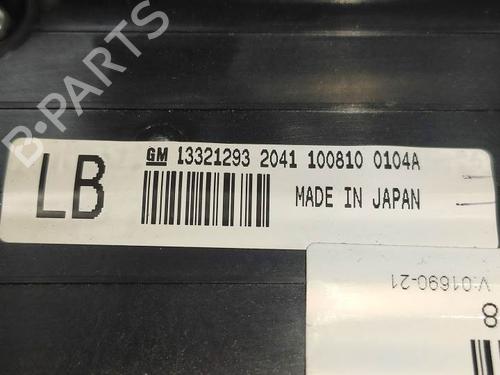 B-PARTS
LB
GM 13321293 2041 100810 0104A
MADE IN JAPAN
V:01690-21
8